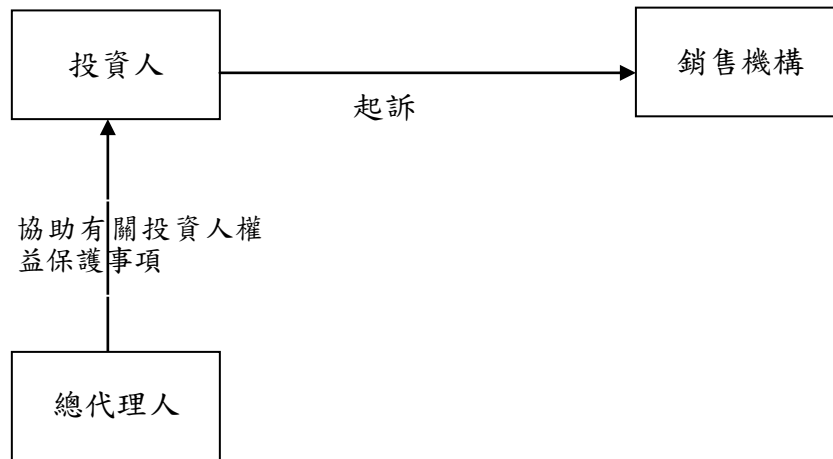 投資人
銷售機構
起訴
協助有關投資人權
益保護事項
總代理人